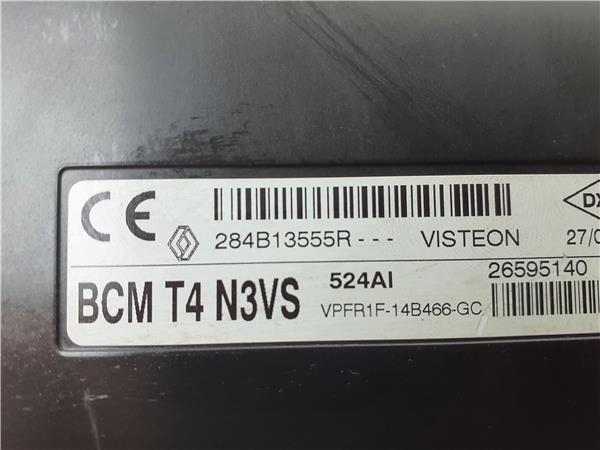 CE
284B13555R - - - VISTEON 27/0
BCM T4 N3VS 524AI 26595140
VPFR1F-14B466-GC